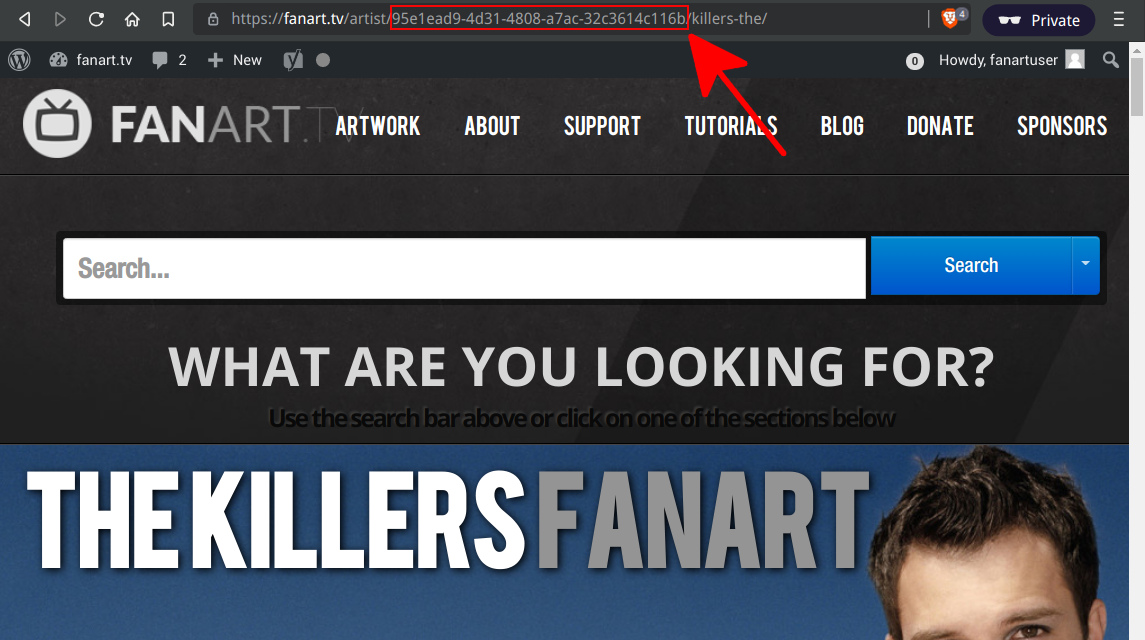 https://fanart.tv/artist/95e1ead9-4d31-4808-a7ac-32c3614c116b/killers-the/
4
Private
fanart.tv
2
New
0
Howdy, fanartuser
FANART.TV
ARTWORK
ABOUT
SUPPORT
TUTORIALS
BLOG
DONATE
SPONSORS
Search...
Search
WHAT ARE YOU LOOKING FOR?
Use the search bar above or click on one of the sections below
THE KILLERS FANART